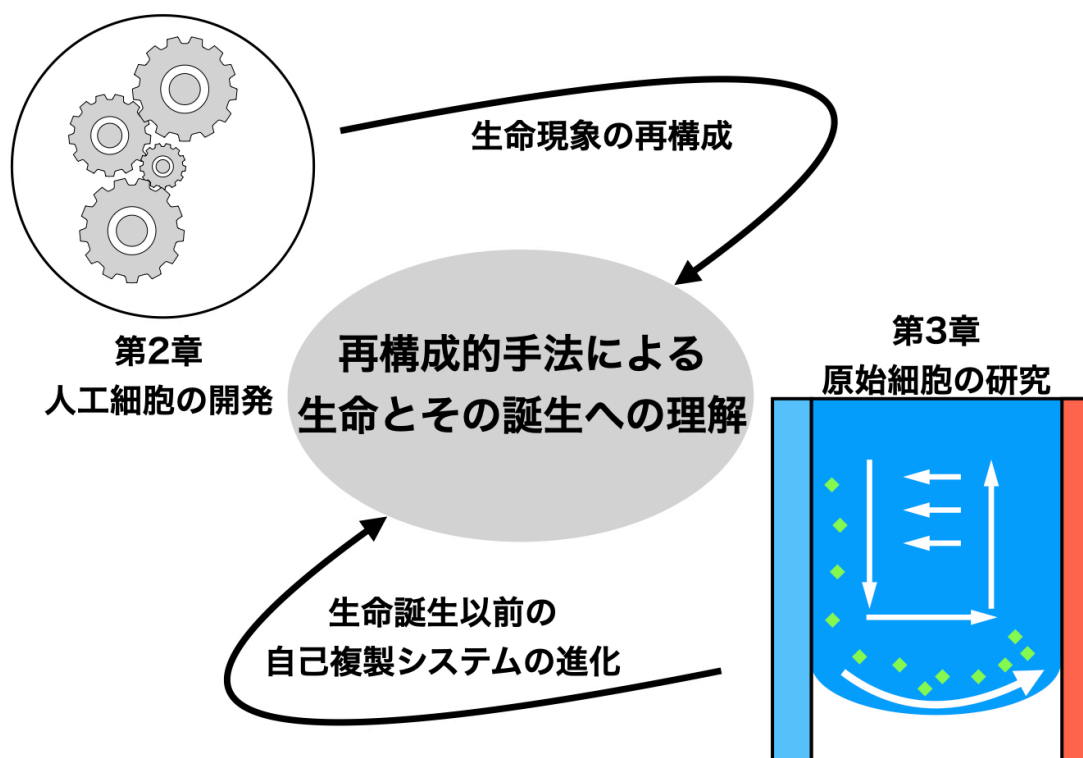 生命現象の再構成
第2章
人工細胞の開発
再構成的手法による
生命とその誕生への理解
第3章
原始細胞の研究
生命誕生以前の
自己複製システムの進化